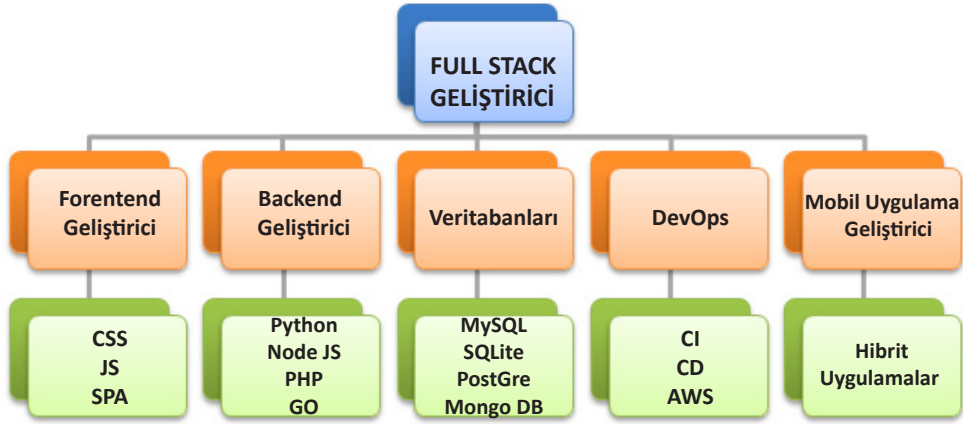 FULL STACK
GELİŞTİRİCİ
Forentend
Geliştirici
Backend
Geliştirici
Veritabanları
DevOps
Mobil Uygulama
Geliştirici
CSS
JS
SPA
Python
Node JS
PHP
GO
MySQL
SQLite
PostGre
Mongo DB
CI
CD
AWS
Hibrit
Uygulamalar